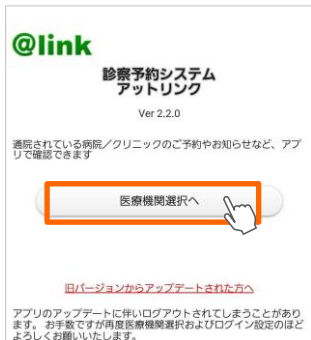 @link
診察予約システム
アットリンク
Ver 2.2.0
通院されている病院／クリニックのご予約やお知らせなど、アプ
リで確認できます
医療機関選択へ
旧バージョンからアップデートされた方へ
アプリのアップデートに伴いログアウトされてしまうことがあり
ます。 お手数ですが再度医療機関選択およびログイン設定のほど
よろしくお願いいたします。